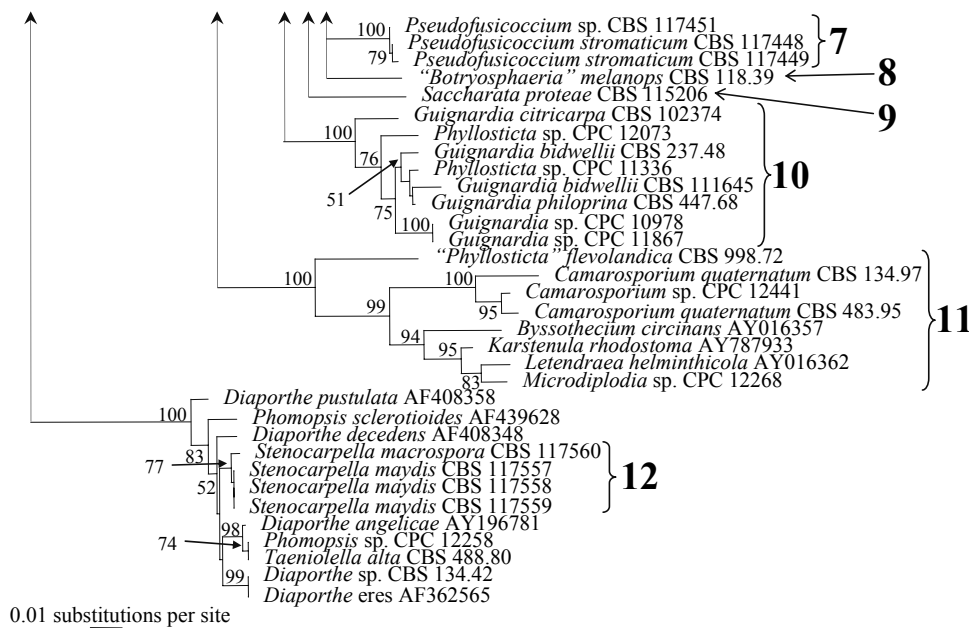 Pseudofusicoccium sp. CBS 117451
100
Pseudofusicoccium stromaticum CBS 117448
7
79
Pseudofusicoccium stromaticum CBS 117449
“Botryosphaeria” melanops CBS 118.39
8
Saccharata proteae CBS 115206
9
Guignardia citricarpa CBS 102374
100
Phyllosticta sp. CPC 12073
76
Guignardia bidwellii CBS 237.48
Phyllosticta sp. CPC 11336
10
Guignardia bidwellii CBS 111645
51
Guignardia philoprina CBS 447.68
75
Guignardia sp. CPC 10978
100
Guignardia sp. CPC 11867
“Phyllosticta” flevolandica CBS 998.72
100
Camarosporium quaternatum CBS 134.97
100
Camarosporium sp. CPC 12441
99
95
Camarosporium quaternatum CBS 483.95
11
Byssothecium circinans AY016357
94
Karstenula rhodostoma AY787933
95
Letendraea helminthicola AY016362
83
Microdiplodia sp. CPC 12268
Diaporthe pustulata AF408358
100
Phomopsis sclerotioides AF439628
Diaporthe decedens AF408348
83
Stenocarpella macrospora CBS 117560
77
Stenocarpella maydis CBS 117557
12
52
Stenocarpella maydis CBS 117558
Stenocarpella maydis CBS 117559
Diaporthe angelicae AY196781
98
Phomopsis sp. CPC 12258
74
Taeniolella alta CBS 488.80
Diaporthe sp. CBS 134.42
99
Diaporthe eres AF362565
0.01 substitutions per site